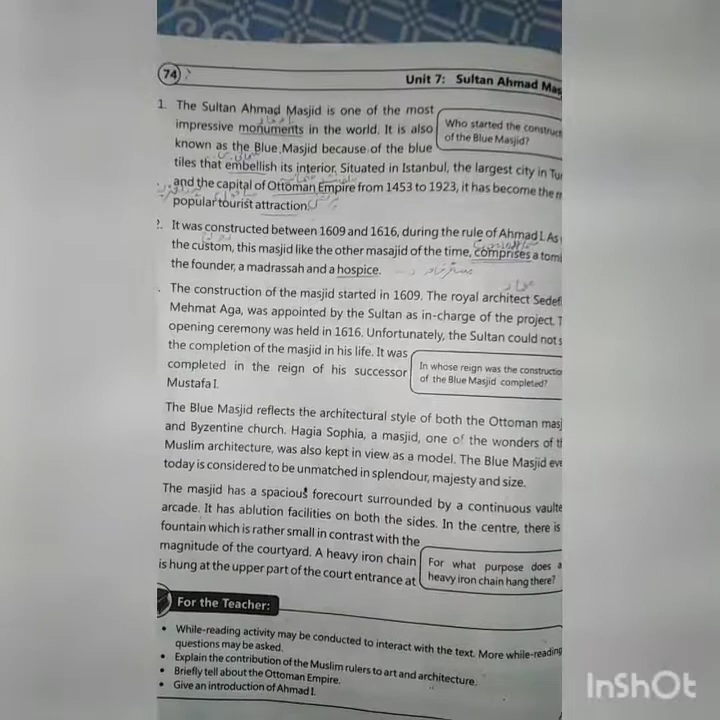 74
Unit 7: Sultan Ahmad Mas
1. The Sultan Ahmad Masjid is one of the most
impressive monuments in the world. It is also
known as the Blue Masjid because of the blue
Who started the construct
of the Blue Masjid?
tiles that embellish its interior. Situated in Istanbul, the largest city in Tu
and the capital of Ottoman Empire from 1453 to 1923, it has become the m
popular tourist attraction.
2. It was constructed between 1609 and 1616, during the rule of Ahmad I. As
the custom, this masjid like the other masajid of the time, comprises a tom
the founder, a madrassah and a hospice.
The construction of the masjid started in 1609. The royal architect Sedef
Mehmat Aga, was appointed by the Sultan as in-charge of the project. T
opening ceremony was held in 1616. Unfortunately, the Sultan could not s
the completion of the masjid in his life. It was
completed in the reign of his successor
Mustafa I.
In whose reign was the constructio
of the Blue Masjid completed?
The Blue Masjid reflects the architectural style of both the Ottoman mas
and Byzentine church. Hagia Sophia, a masjid, one of the wonders of t
Muslim architecture, was also kept in view as a model. The Blue Masjid eve
today is considered to be unmatched in splendour, majesty and size.
The masjid has a spacious forecourt surrounded by a continuous vaulte
arcade. It has ablution facilities on both the sides. In the centre, there is
fountain which is rather small in contrast with the
magnitude of the courtyard. A heavy iron chain
is hung at the upper part of the court entrance at
For what purpose does a
heavy iron chain hang there?
For the Teacher:
• While-reading activity may be conducted to interact with the text. More while-reading
questions may be asked.
• Explain the contribution of the Muslim rulers to art and architecture.
• Briefly tell about the Ottoman Empire.
• Give an introduction of Ahmad I.
InShOt